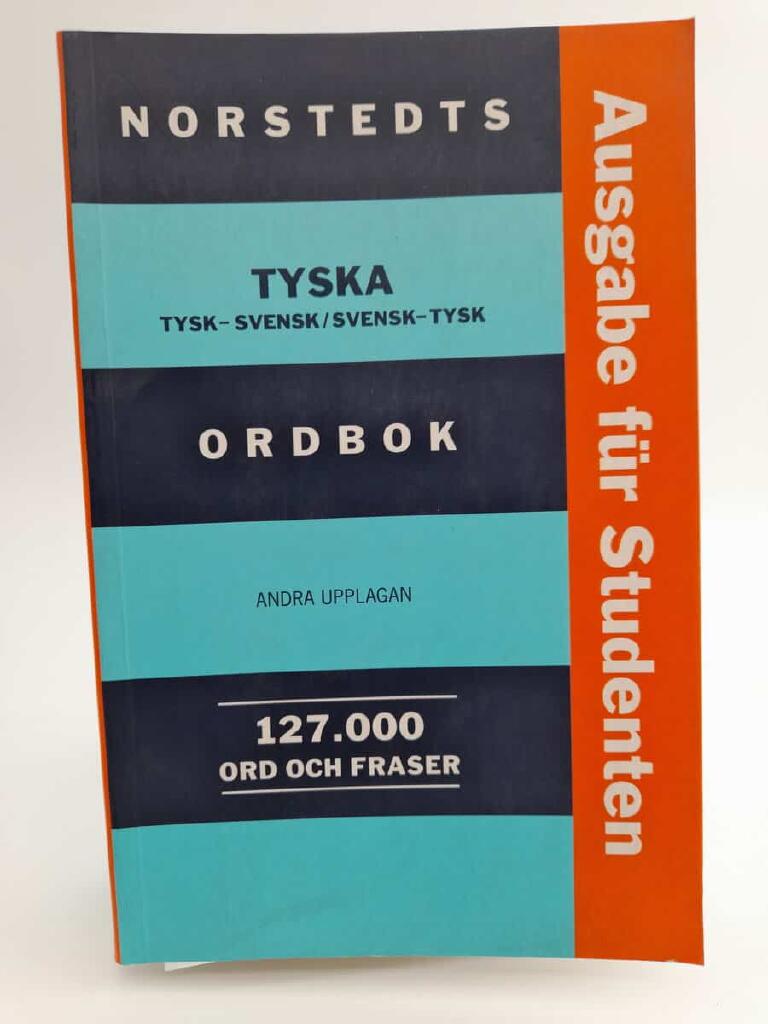 NORSTEDTS
TYSKA
TYSK–SVENSK/SVENSK–TYSK
ORDBOK
ANDRA UPPLAGAN
127.000
ORD OCH FRASER
Ausgabe für Studenten